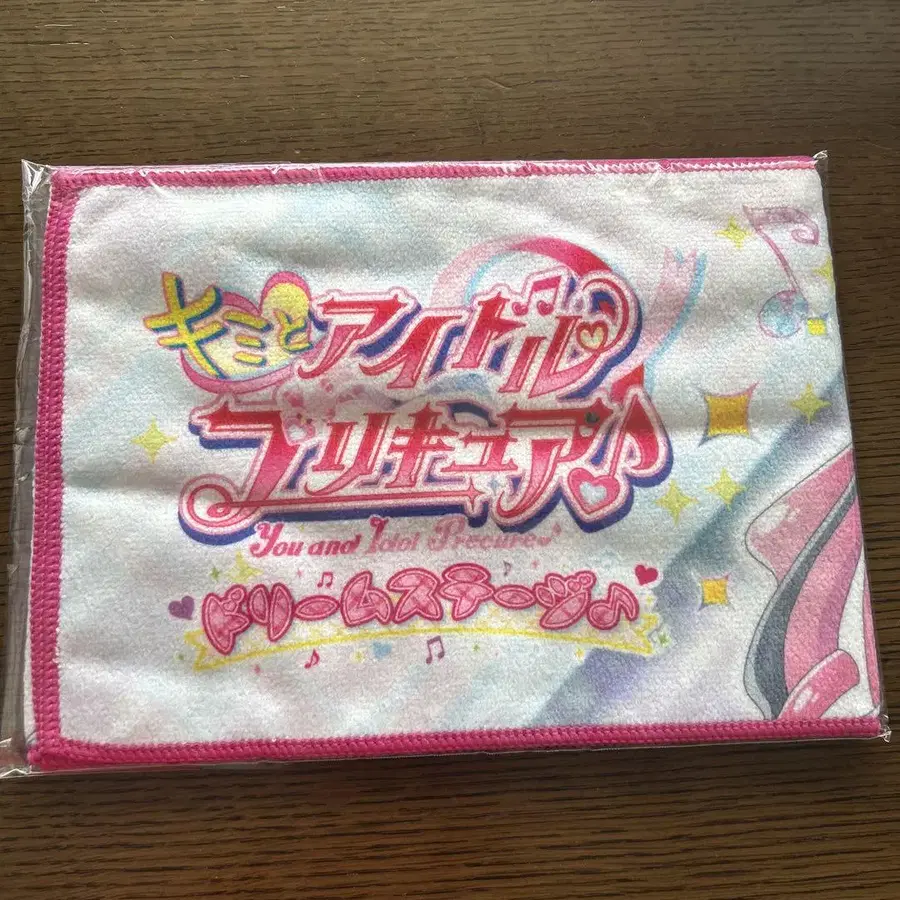 キミと
アイドル
プリキュア♪
You and Idol Precure♪
ドリームステージ♪